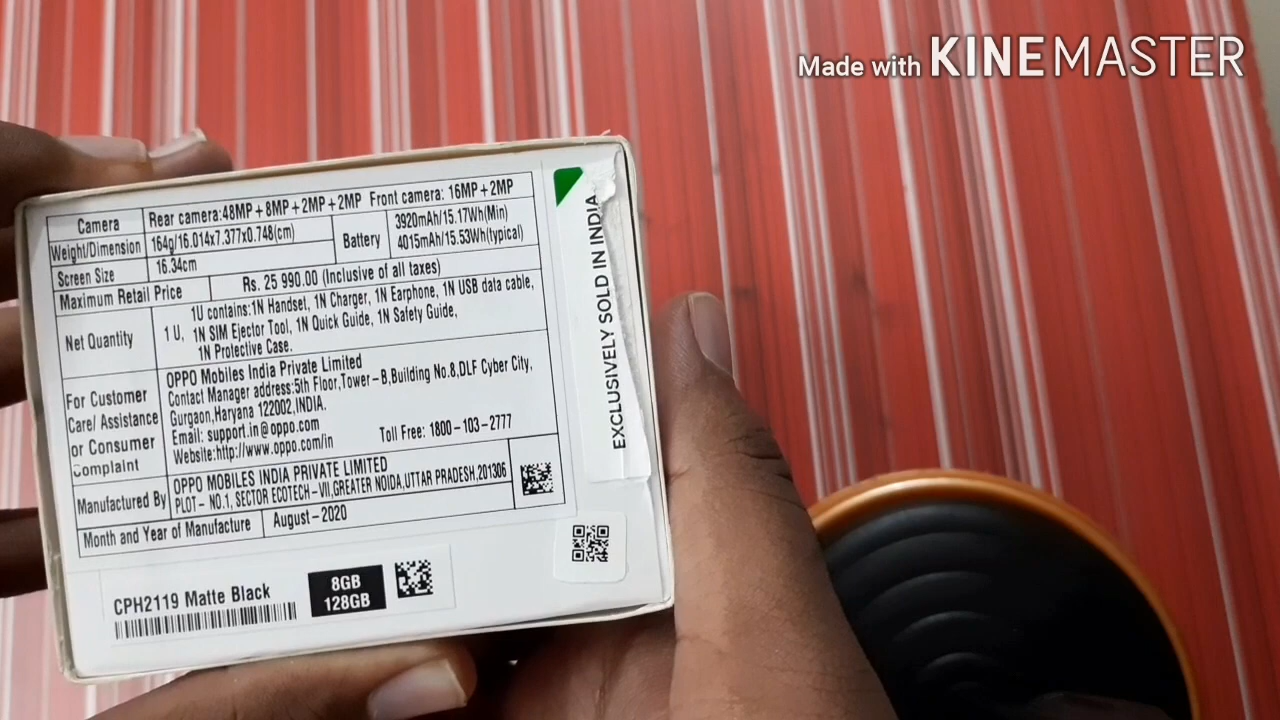 Made with KINEMASTER
Camera Rear camera:48MP+8MP+2MP+2MP Front camera: 16MP+2MP
Weight/Dimension 164g/16.014x7.377x0.748(cm) Battery 3920mAh/15.17Wh(Min)
4015mAh/15.53Wh(typical)
Screen Size 16.34cm
Maximum Retail Price Rs. 25 990.00 (Inclusive of all taxes)
Net Quantity 1 U, 1U contains:1N Handset, 1N Charger, 1N Earphone, 1N USB data cable,
1N SIM Ejector Tool, 1N Quick Guide, 1N Safety Guide,
1N Protective Case.
For Customer Care/ Assistance or Consumer Complaint
OPPO Mobiles India Private Limited
Contact Manager address:5th Floor,Tower-B,Building No.8,DLF Cyber City,
Gurgaon,Haryana 122002,INDIA.
Email: support.in@oppo.com
Website:http://www.oppo.com/in Toll Free: 1800-103-2777
Manufactured By OPPO MOBILES INDIA PRIVATE LIMITED
PLOT- NO.1, SECTOR ECOTECH-VII,GREATER NOIDA,UTTAR PRADESH,201306
Month and Year of Manufacture August-2020
EXCLUSIVELY SOLD IN INDIA
CPH2119 Matte Black
8GB
128GB